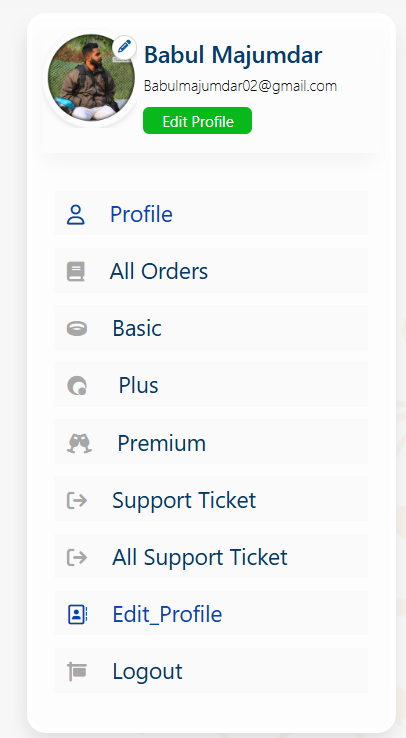 Babul Majumdar
Babulmajumdar02@gmail.com
Edit Profile
Profile
All Orders
Basic
Plus
Premium
Support Ticket
All Support Ticket
Edit_Profile
Logout